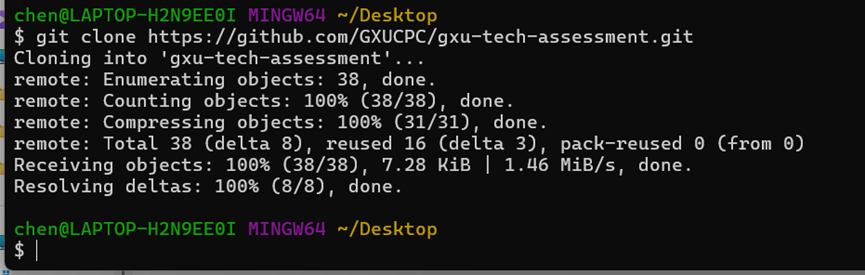 chen@LAPTOP-H2N9EE0I MINGW64 ~/Desktop
$ git clone https://github.com/GXUCPC/gxu-tech-assessment.git
Cloning into 'gxu-tech-assessment'...
remote: Enumerating objects: 38, done.
remote: Counting objects: 100% (38/38), done.
remote: Compressing objects: 100% (31/31), done.
remote: Total 38 (delta 8), reused 16 (delta 3), pack-reused 0 (from 0)
Receiving objects: 100% (38/38), 7.28 KiB | 1.46 MiB/s, done.
Resolving deltas: 100% (8/8), done.
chen@LAPTOP-H2N9EE0I MINGW64 ~/Desktop
$